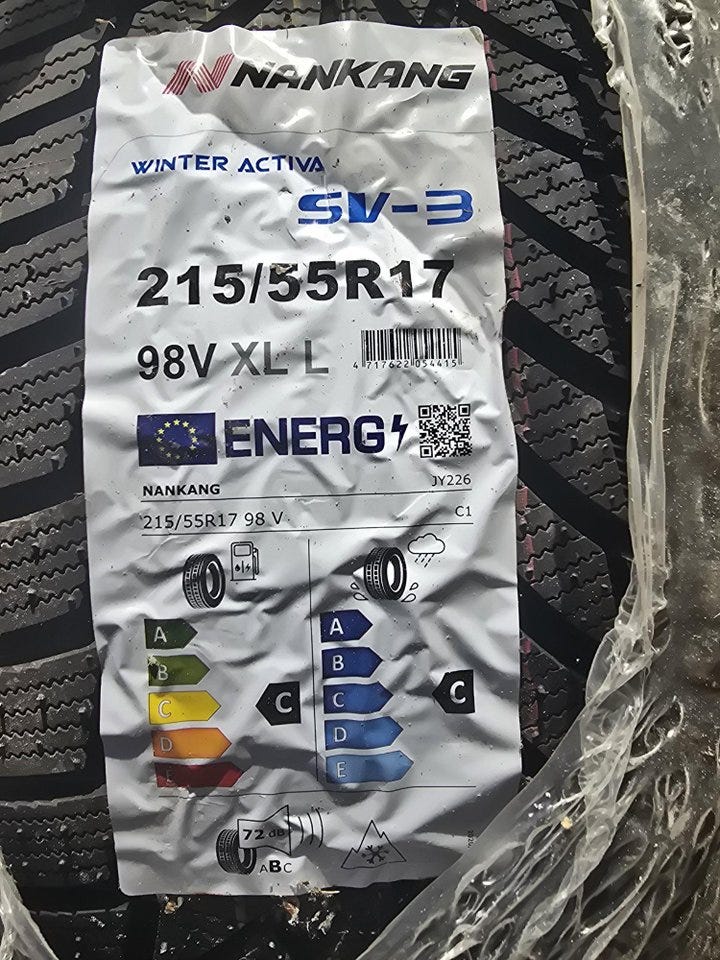 NANKANG
WINTER ACTIVA
SV-3
215/55R17
98V XL L
4 717622 054415
ENERG
NANKANG JY226
215/55R17 98 V C1
A A
B B
C C C C
D D
E E
72 dB
ABC